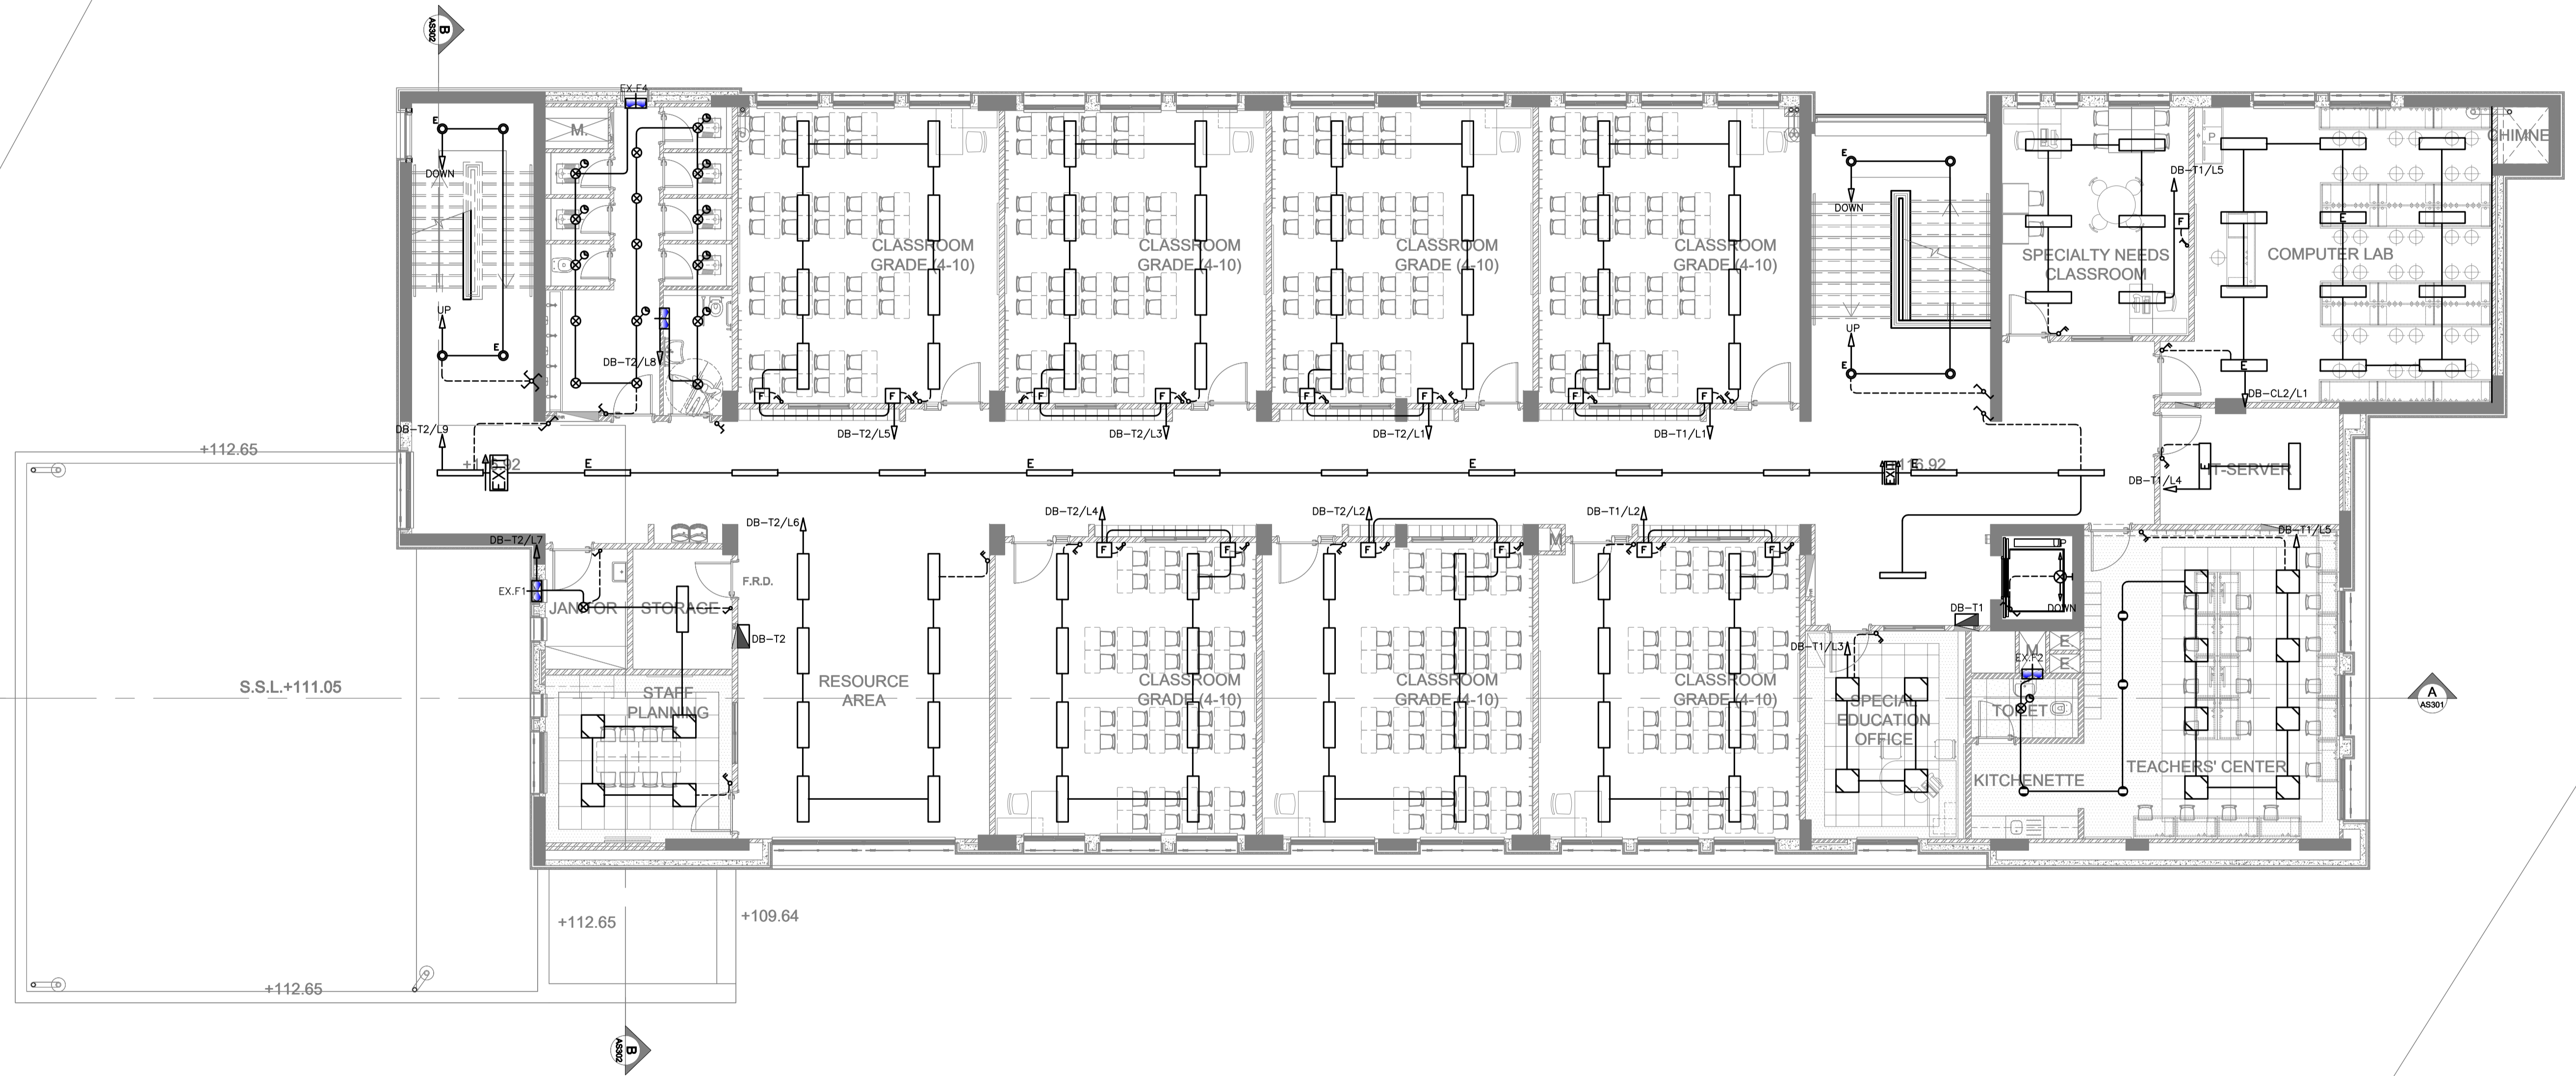 B
AS302
EX.F4
E
M.
DOWN
E
DOWN
CHIMNE
P
DB-T1/L5
F
E
CLASSROOM
GRADE (4-10)
CLASSROOM
GRADE (4-10)
CLASSROOM
GRADE (4-10)
CLASSROOM
GRADE (4-10)
SPECIALTY NEEDS
CLASSROOM
COMPUTER LAB
UP
E
UP
E
DB-T2/L8
E
F
F
F
F
F
F
F
F
DB-CL2/L1
DB-T2/L9
DB-T2/L5
DB-T2/L3
DB-T2/L1
DB-T1/L1
+112.65
EXIT
E
E
E
E
+116.92
IT-SERVER
E
DB-T1/L4
DB-T2/L6
DB-T2/L4
DB-T2/L2
DB-T1/L2
DB-T1/L5
DB-T2/L7
F
F
F
F
M
F
F
EX.F1
F.R.D.
JANITOR
STORAGE
DOWN
DB-T1
DB-T2
DB-T1/L3
M
E
E
EX.F2
S.S.L.+111.05
STAFF
PLANNING
RESOURCE
AREA
CLASSROOM
GRADE (4-10)
CLASSROOM
GRADE (4-10)
CLASSROOM
GRADE (4-10)
SPECIAL
EDUCATION
OFFICE
TOILET
A
AS301
KITCHENETTE
TEACHERS' CENTER
+112.65
+109.64
+112.65
B
AS302